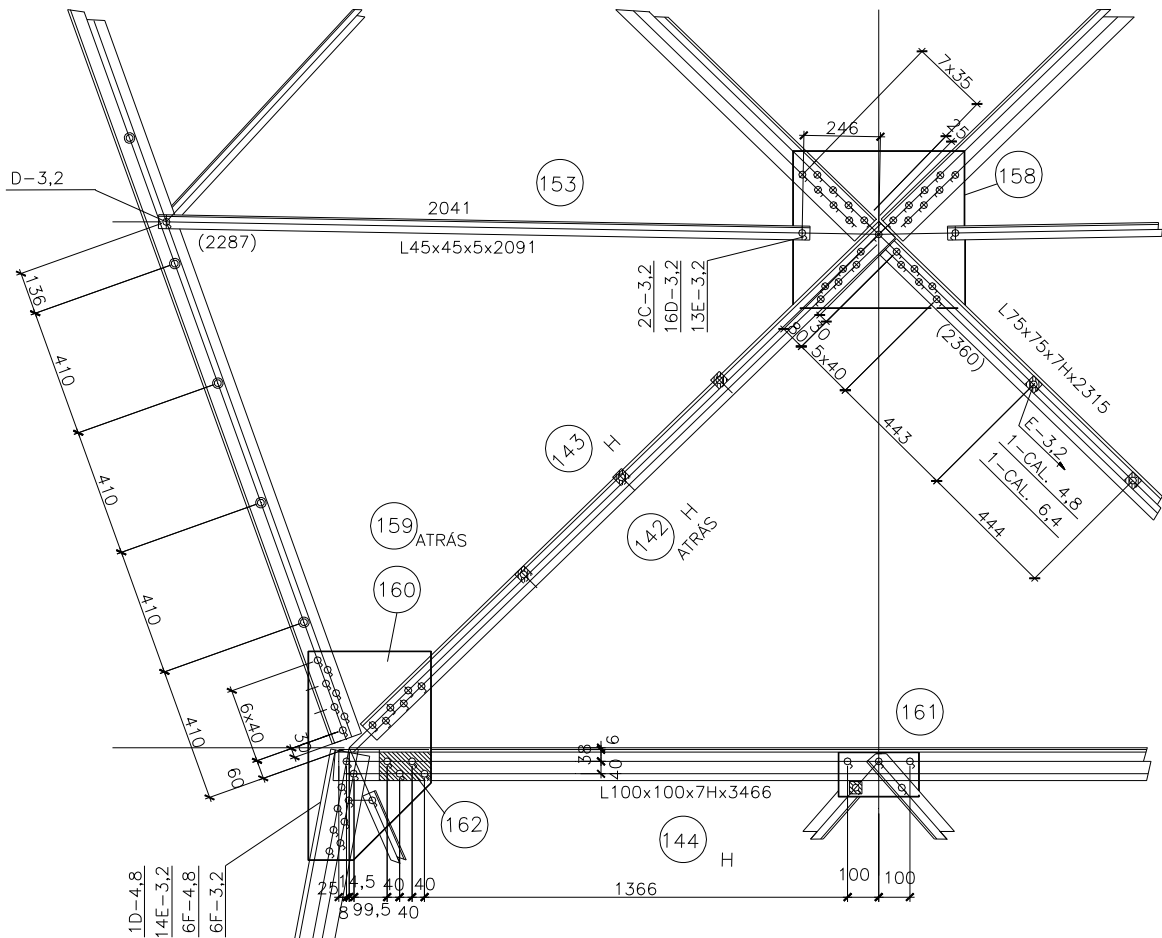 7x35
25
246
153
158
D-3,2
2041
(2287)
L45x45x5x2091
2C-3,2
16D-3,2
13E-3,2
136
410
410
410
410
410
80
30
5x40
(2360)
L75x75x7Hx2315
443
444
E-3,2
1-CAL. 4,8
1-CAL. 6,4
143
H
142
H
ATRÁS
159
ATRÁS
160
6x40
30
60
161
6
38
40
L100x100x7Hx3466
162
144
H
1D-4,8
14E-3,2
6F-4,8
6F-3,2
25
14,5
40
40
8
99,5
40
1366
100
100